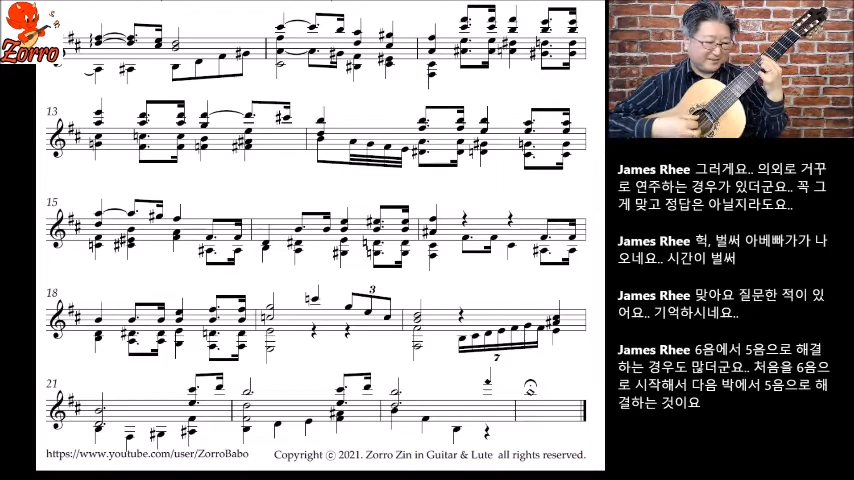 Zorro
13
15
18
3
7
21
https://www.youtube.com/user/ZorroBabo
Copyright ⓒ 2021. Zorro Zin in Guitar & Lute all rights reserved.
James Rhee 그러게요.. 의외로 거꾸
로 연주하는 경우가 있더군요.. 꼭 그
게 맞고 정답은 아닐지라도요..
James Rhee 헉, 벌써 아베빠가가 나
오네요.. 시간이 벌써
James Rhee 맞아요 질문한 적이 있
어요.. 기억하시네요..
James Rhee 6음에서 5음으로 해결
하는 경우도 많더군요.. 처음을 6음으
로 시작해서 다음 박에서 5음으로 해
결하는 것이요